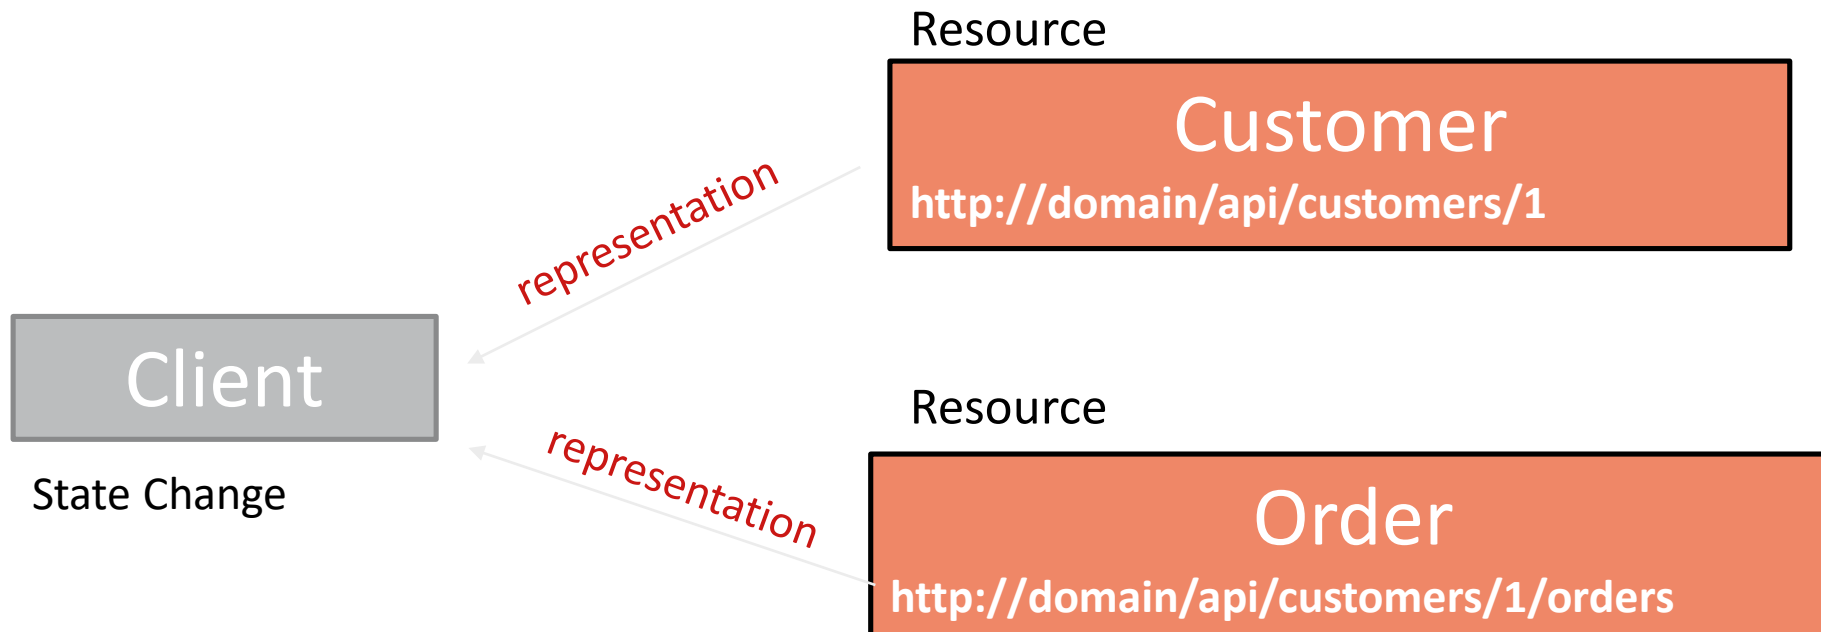 Resource
Customer
http://domain/api/customers/1
representation
Client
State Change
Resource
representation
Order
http://domain/api/customers/1/orders